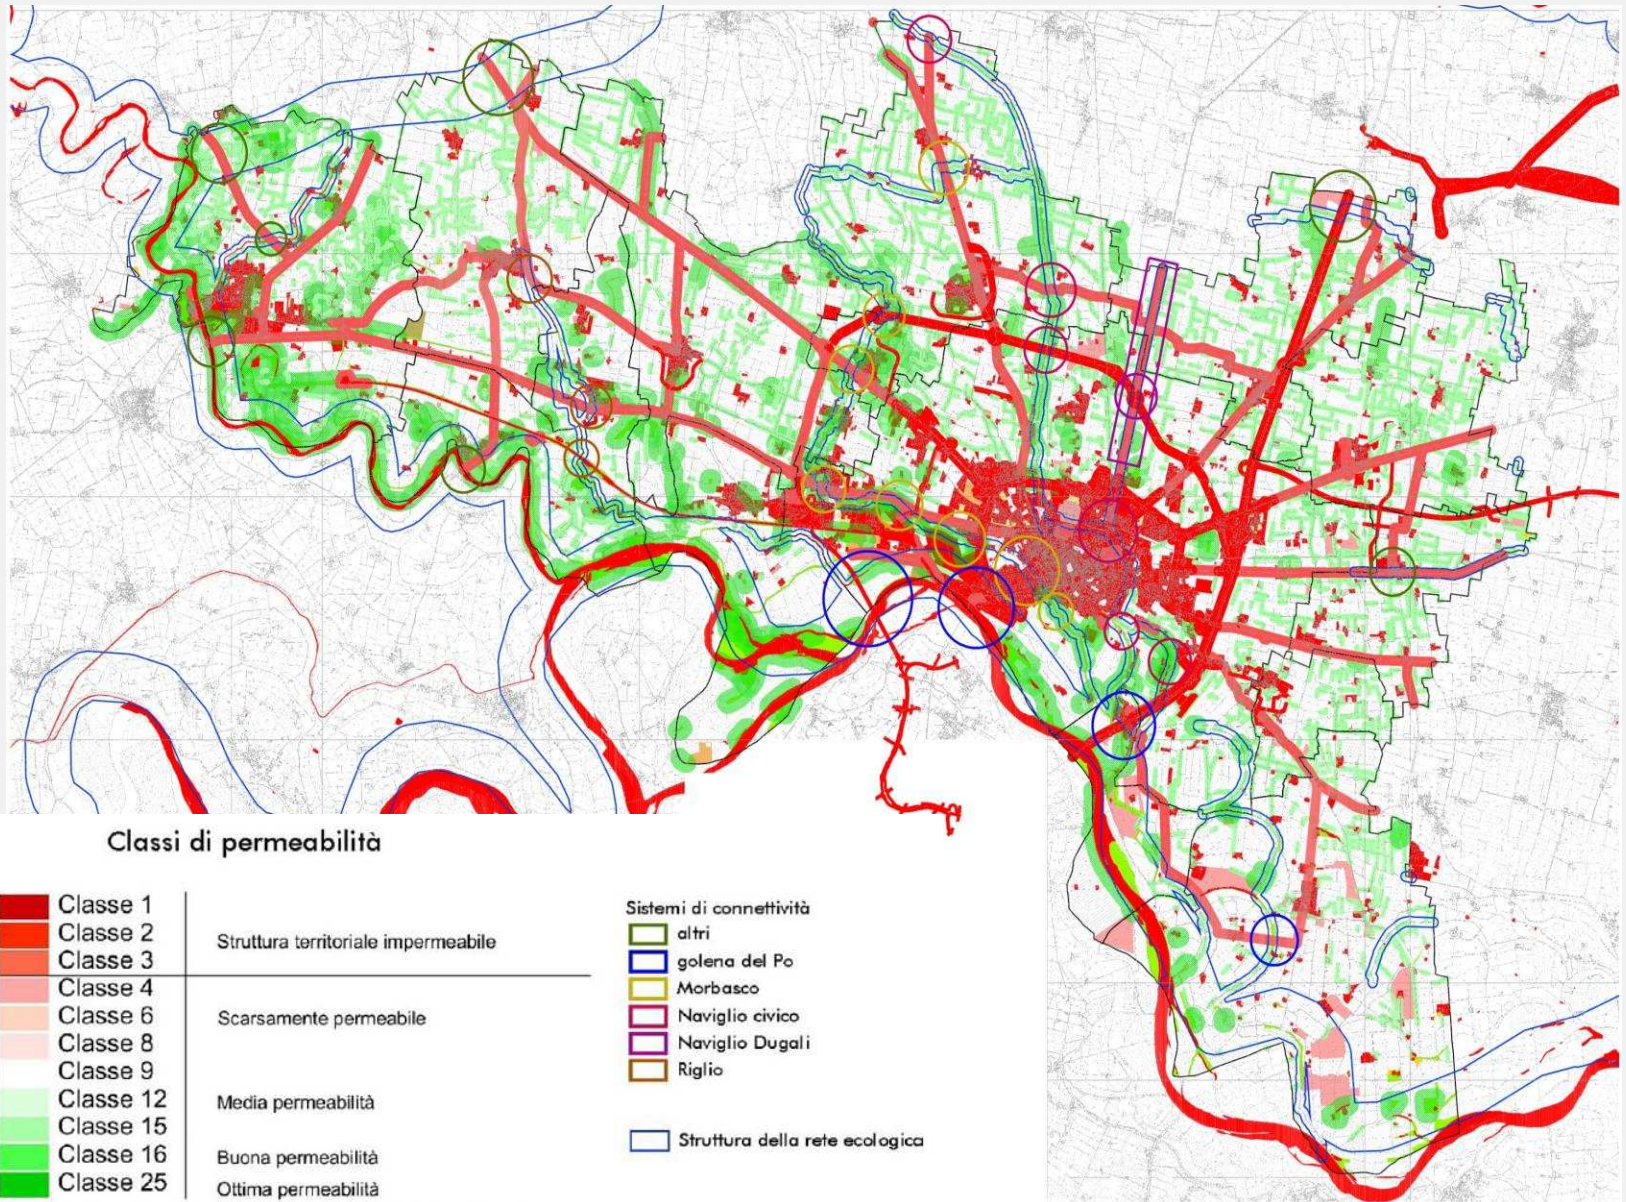 Classi di permeabilità
Classe 1
Classe 2
Classe 3
Struttura territoriale impermeabile
Classe 4
Classe 6
Scarsamente permeabile
Classe 8
Classe 9
Classe 12
Media permeabilità
Classe 15
Classe 16
Buona permeabilità
Classe 25
Ottima permeabilità
Sistemi di connettività
altri
golena del Po
Morbasco
Naviglio civico
Naviglio Dugali
Riglio
Struttura della rete ecologica